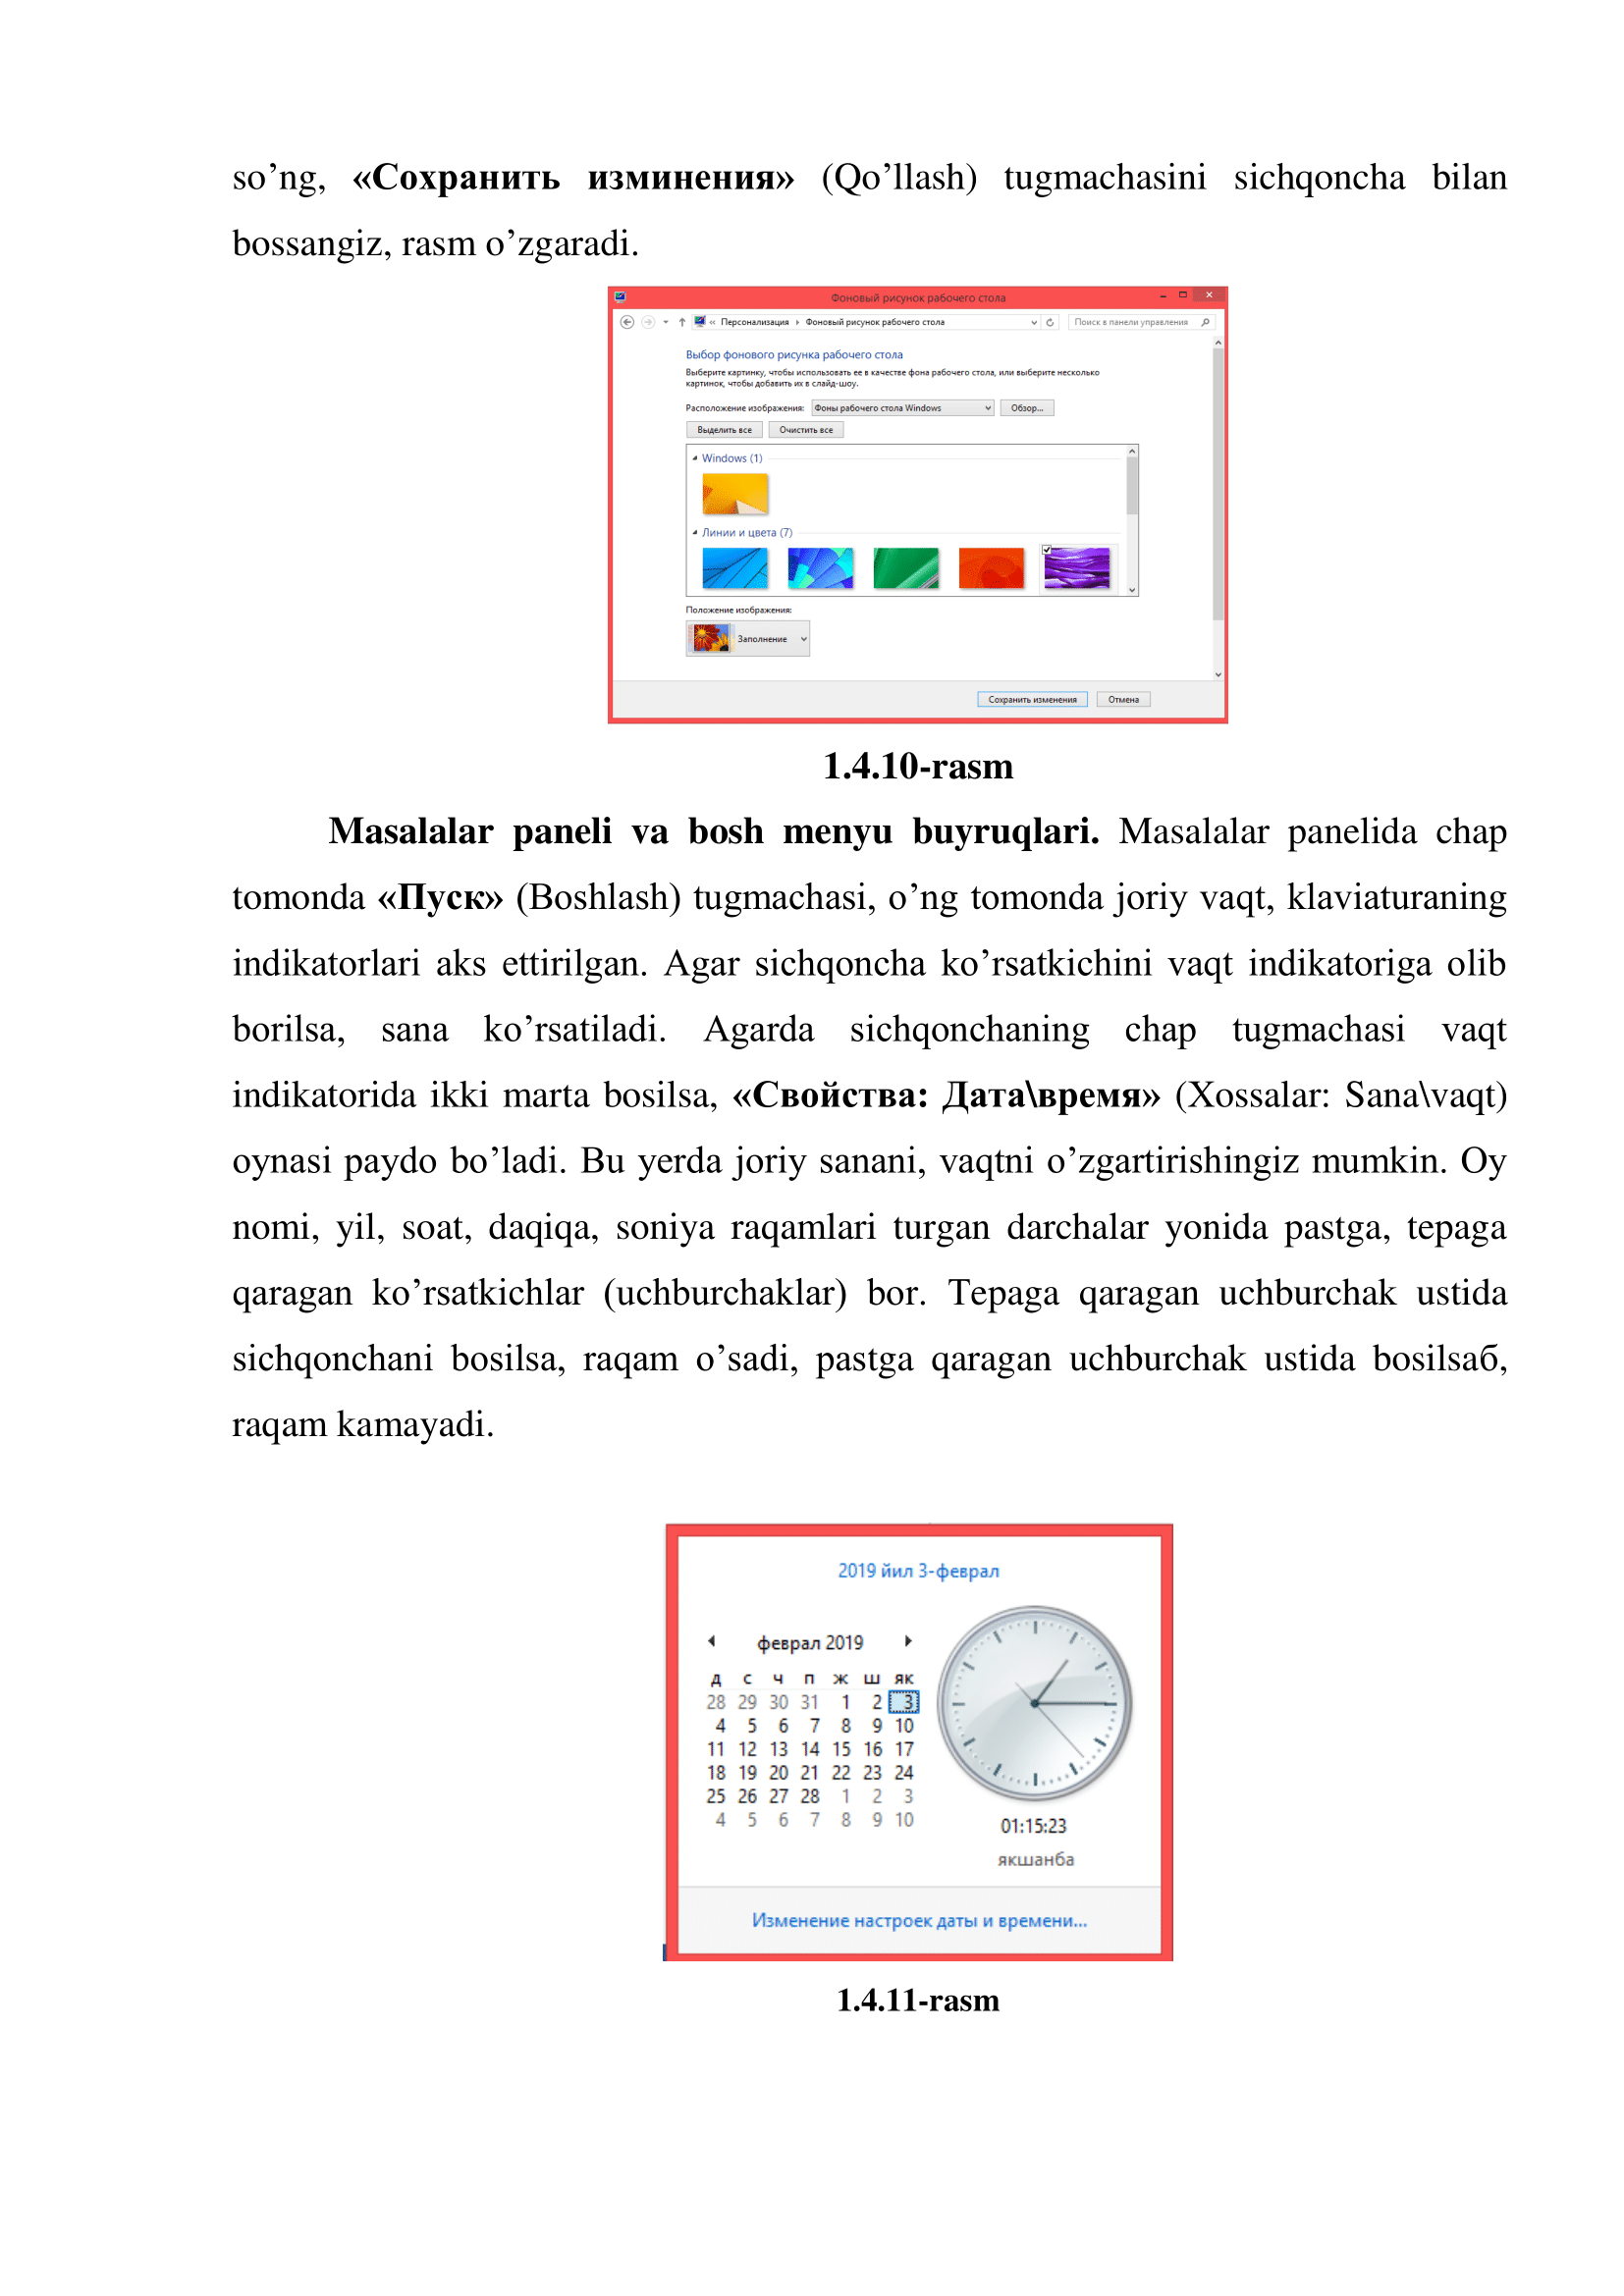 so’ng, «Сохранить изминения» (Qo’llash) tugmachasini sichqoncha bilan
bossangiz, rasm o’zgaradi.
Фоновый рисунок рабочего стола
« Персонализация › Фоновый рисунок рабочего стола
Поиск в панели управления
Выбор фонового рисунка рабочего стола
Выберите картинку, чтобы использовать ее в качестве фона рабочего стола, или выберите несколько
картинок, чтобы добавить их в слайд-шоу.
Расположение изображения: Фоны рабочего стола Windows Обзор...
Выделить все Очистить все
Windows (1)
Линии и цвета (7)
Положение изображения:
Заполнение
Сохранить изменения Отмена
1.4.10-rasm
Masalalar paneli va bosh menyu buyruqlari. Masalalar panelida chap
tomonda «Пуск» (Boshlash) tugmachasi, o’ng tomonda joriy vaqt, klaviaturaning
indikatorlari aks ettirilgan. Agar sichqoncha ko’rsatkichini vaqt indikatoriga olib
borilsa, sana ko’rsatiladi. Agarda sichqonchaning chap tugmachasi vaqt
indikatorida ikki marta bosilsa, «Свойства: Дата\время» (Xossalar: Sana\vaqt)
oynasi paydo bo’ladi. Bu yerda joriy sanani, vaqtni o’zgartirishingiz mumkin. Oy
nomi, yil, soat, daqiqa, soniya raqamlari turgan darchalar yonida pastga, tepaga
qaragan ko’rsatkichlar (uchburchaklar) bor. Tepaga qaragan uchburchak ustida
sichqonchani bosilsa, raqam o’sadi, pastga qaragan uchburchak ustida bosilsaб,
raqam kamayadi.
2019 йил 3-феврал
феврал 2019
д с ч п ж ш як
28 29 30 31 1 2 3
4 5 6 7 8 9 10
11 12 13 14 15 16 17
18 19 20 21 22 23 24
25 26 27 28 1 2 3
4 5 6 7 8 9 10
01:15:23
якшанба
Изменение настроек даты и времени...
1.4.11-rasm